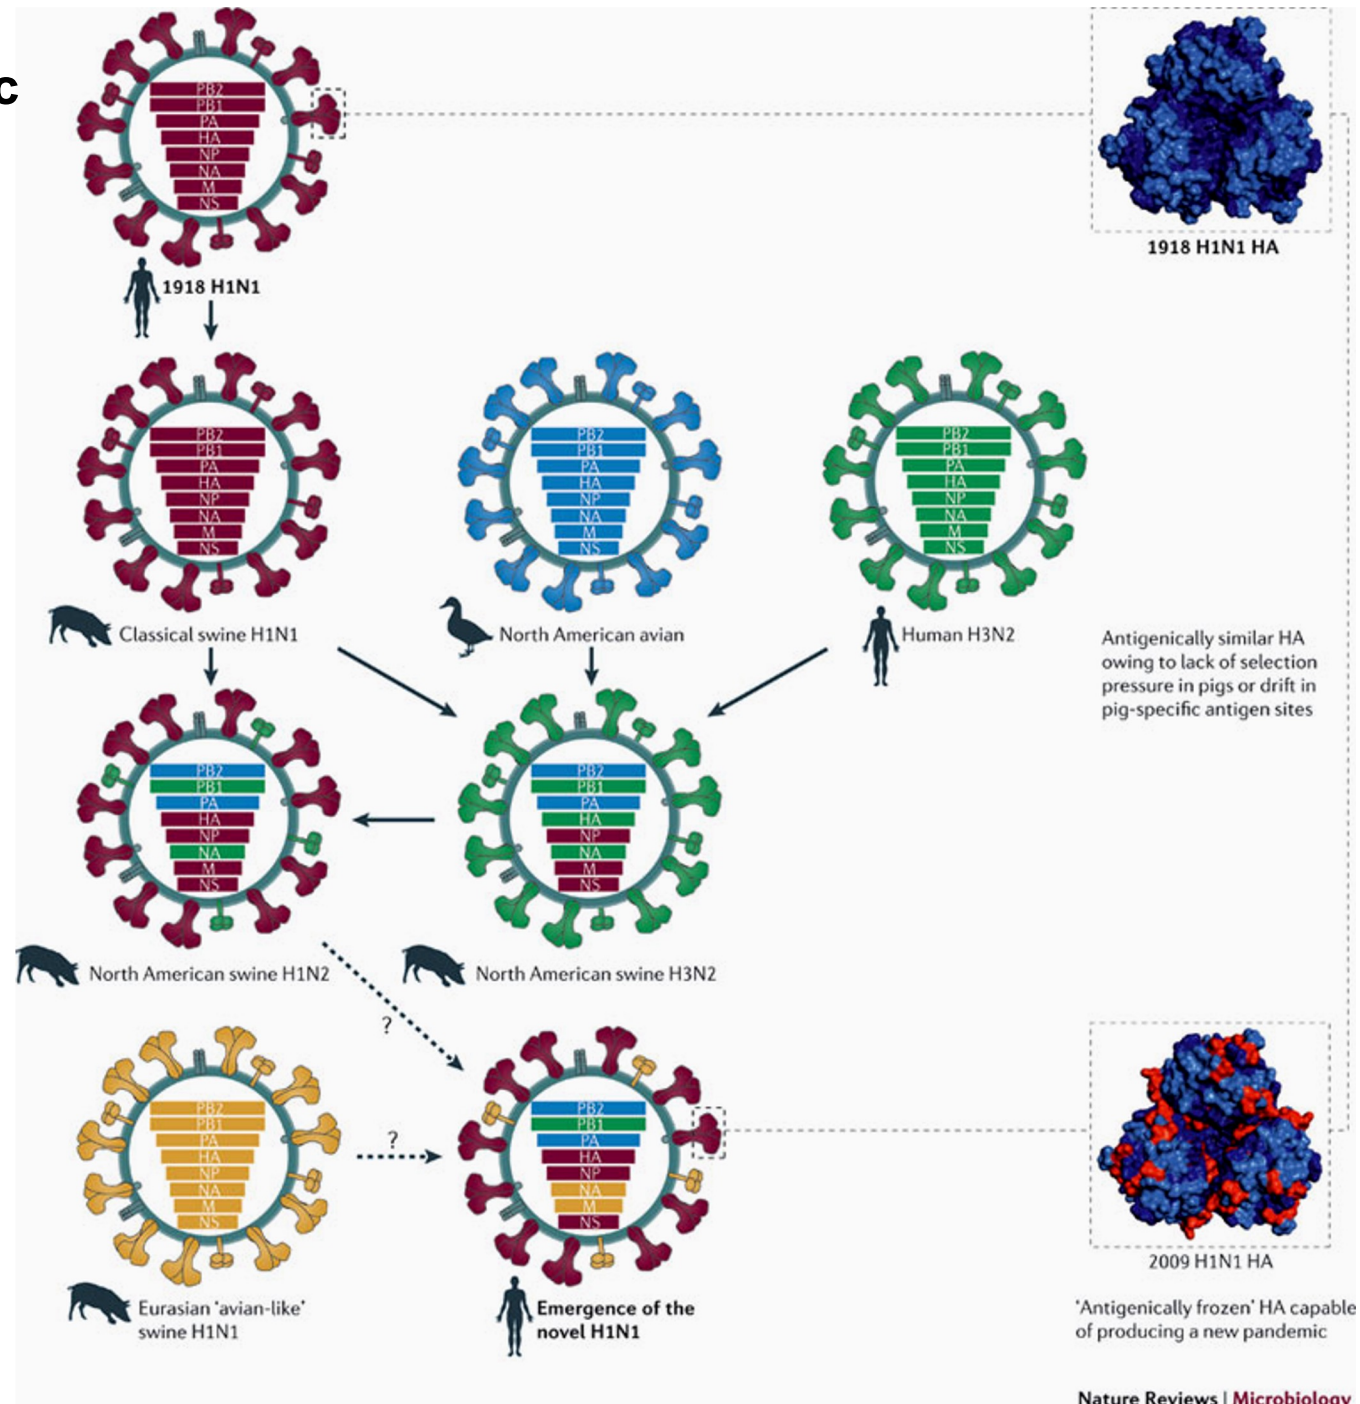 c
PB2
PB1
PA
HA
NP
NA
M
NS
1918 H1N1
1918 H1N1 HA
PB2
PB1
PA
HA
NP
NA
M
NS
Classical swine H1N1
PB2
PB1
PA
HA
NP
NA
M
NS
North American avian
PB2
PB1
PA
HA
NP
NA
M
NS
Human H3N2
Antigenically similar HA
owing to lack of selection
pressure in pigs or drift in
pig-specific antigen sites
PB2
PB1
PA
HA
NP
NA
M
NS
North American swine H1N2
PB2
PB1
PA
HA
NP
NA
M
NS
North American swine H3N2
?
?
PB2
PB1
PA
HA
NP
NA
M
NS
Eurasian 'avian-like'
swine H1N1
PB2
PB1
PA
HA
NP
NA
M
NS
Emergence of the
novel H1N1
2009 H1N1 HA
'Antigenically frozen' HA capable
of producing a new pandemic
Nature Reviews | Microbiology